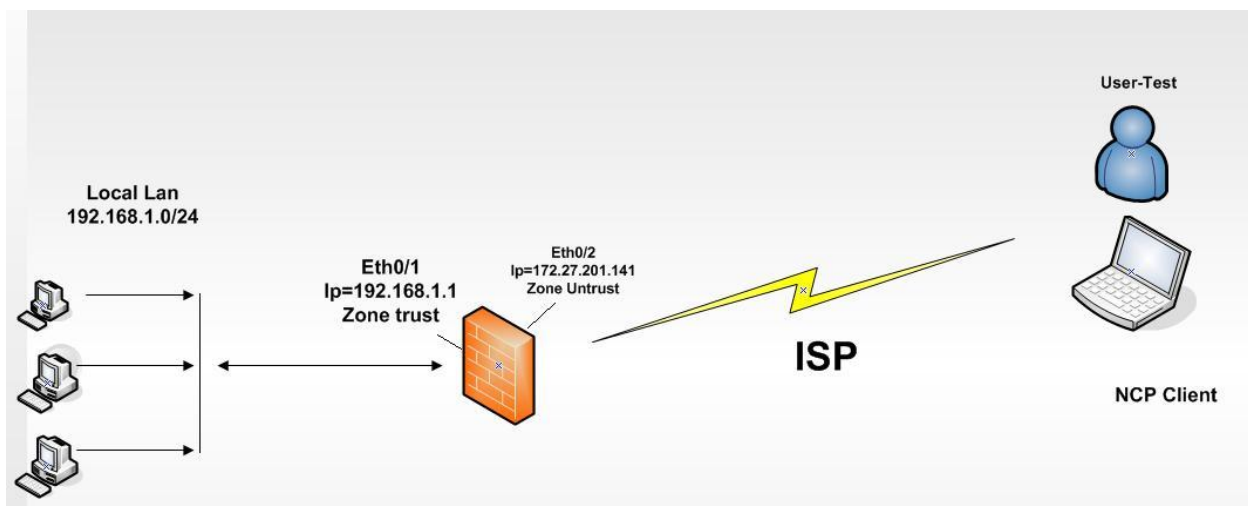 Local Lan
192.168.1.0/24
Eth0/1
Ip=192.168.1.1
Zone trust
Eth0/2
Ip=172.27.201.141
Zone Untrust
ISP
User-Test
NCP Client